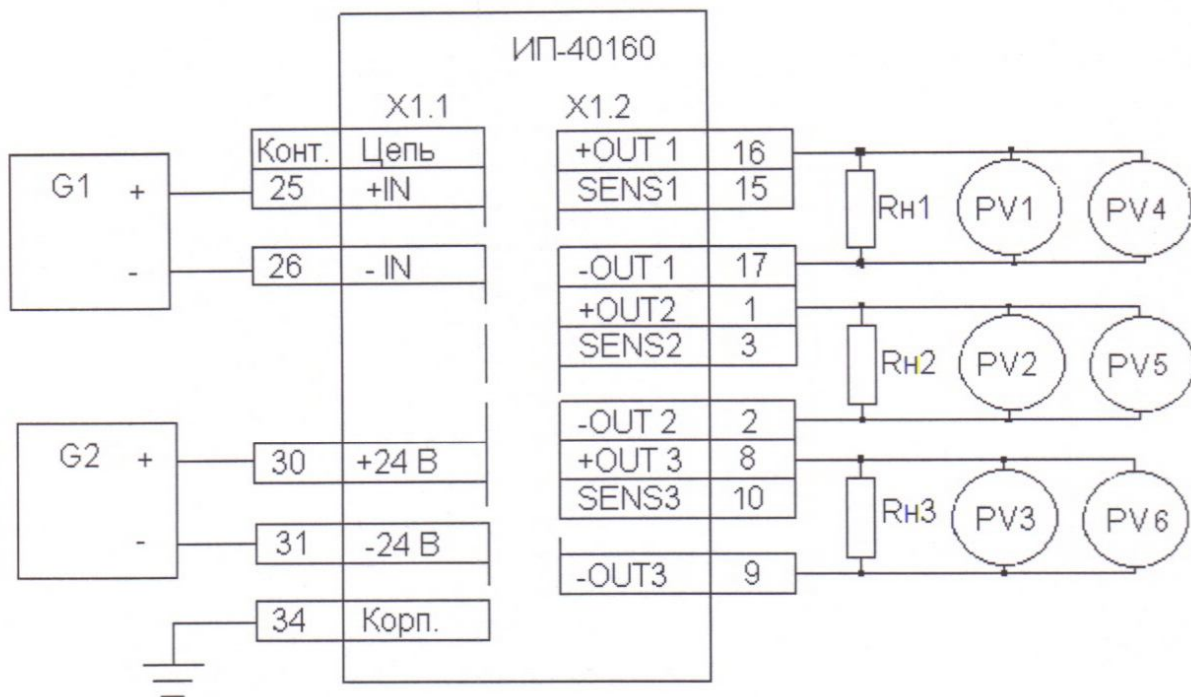 ИП-40160
X1.1 X1.2
Конт. Цепь
25 +IN
26 - IN
30 +24 В
31 -24 В
34 Корп.
+OUT 1 16
SENS1 15
-OUT 1 17
+OUT2 1
SENS2 3
-OUT 2 2
+OUT 3 8
SENS3 10
-OUT3 9
G1 +
-
G2 +
-
Rн1 PV1 PV4
Rн2 PV2 PV5
Rн3 PV3 PV6